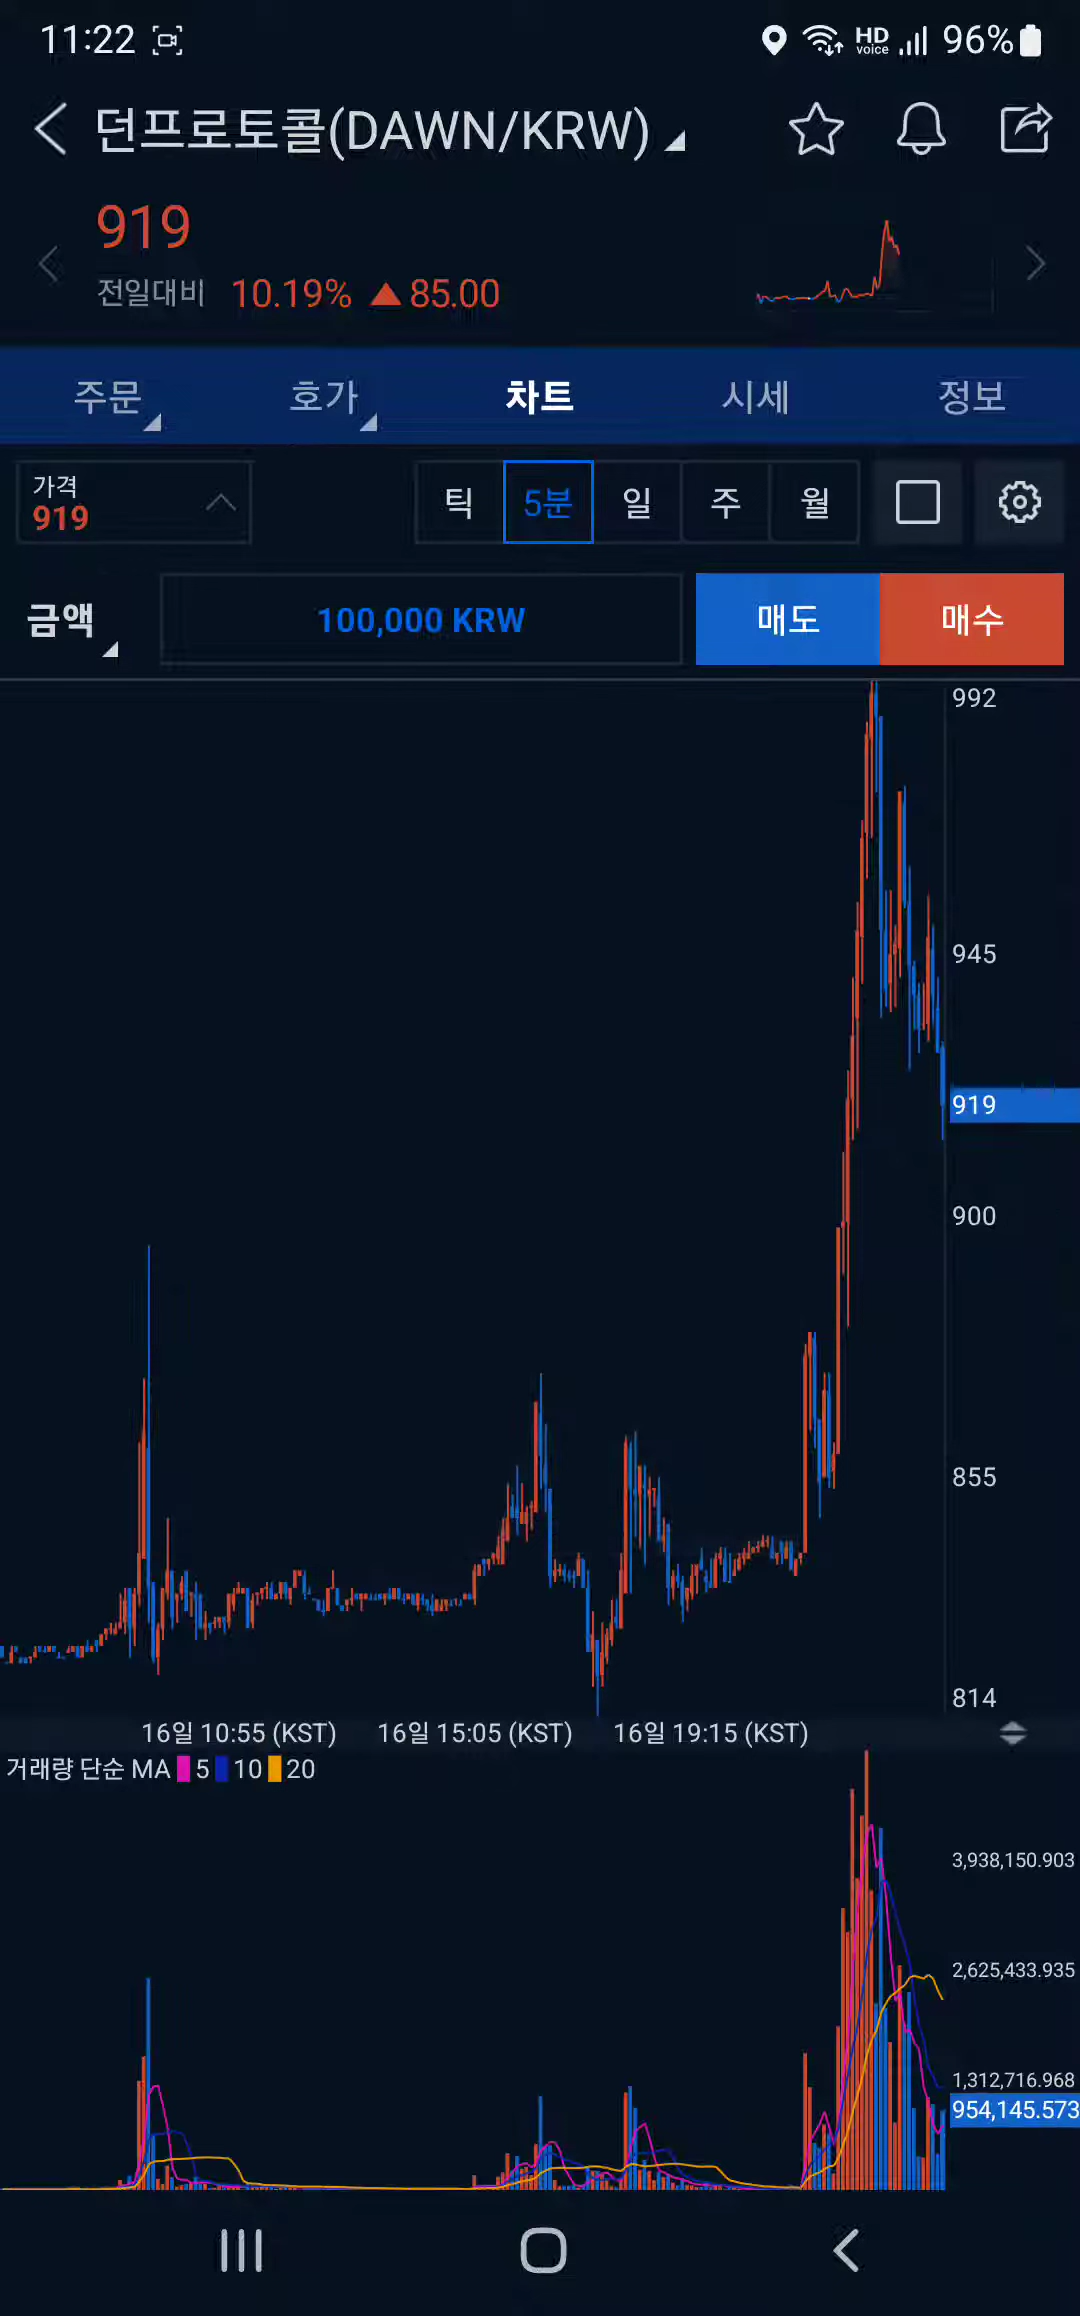 11:22 HD voice 96%
던프로토콜(DAWN/KRW)
919
전일대비 10.19% ▲ 85.00
주문 호가 차트 시세 정보
가격
919
틱 5분 일 주 월
금액 100,000 KRW 매도 매수
992
945
919
900
855
814
16일 10:55 (KST) 16일 15:05 (KST) 16일 19:15 (KST)
거래량 단순 MA 5 10 20
3,938,150.903
2,625,433.935
1,312,716.968
954,145.573